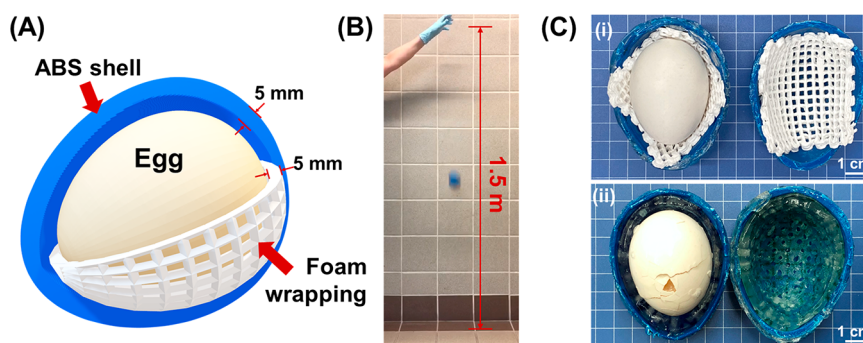 (A)
ABS shell
5 mm
Egg
5 mm
Foam
wrapping
(B)
1.5 m
(C)
(i)
1 cm
(ii)
1 cm